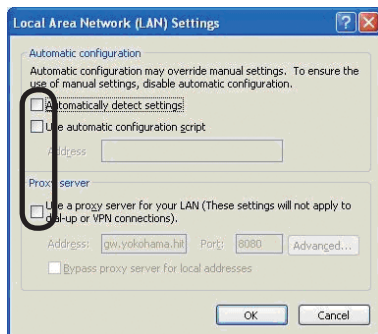 Local Area Network (LAN) Settings
Automatic configuration
Automatic configuration may override manual settings. To ensure the
use of manual settings, disable automatic configuration.
Automatically detect settings
Use automatic configuration script
Address
Proxy server
Use a proxy server for your LAN (These settings will not apply to
dial-up or VPN connections).
Address: gw.yokohama.hit Port: 8080 Advanced...
Bypass proxy server for local addresses
OK Cancel